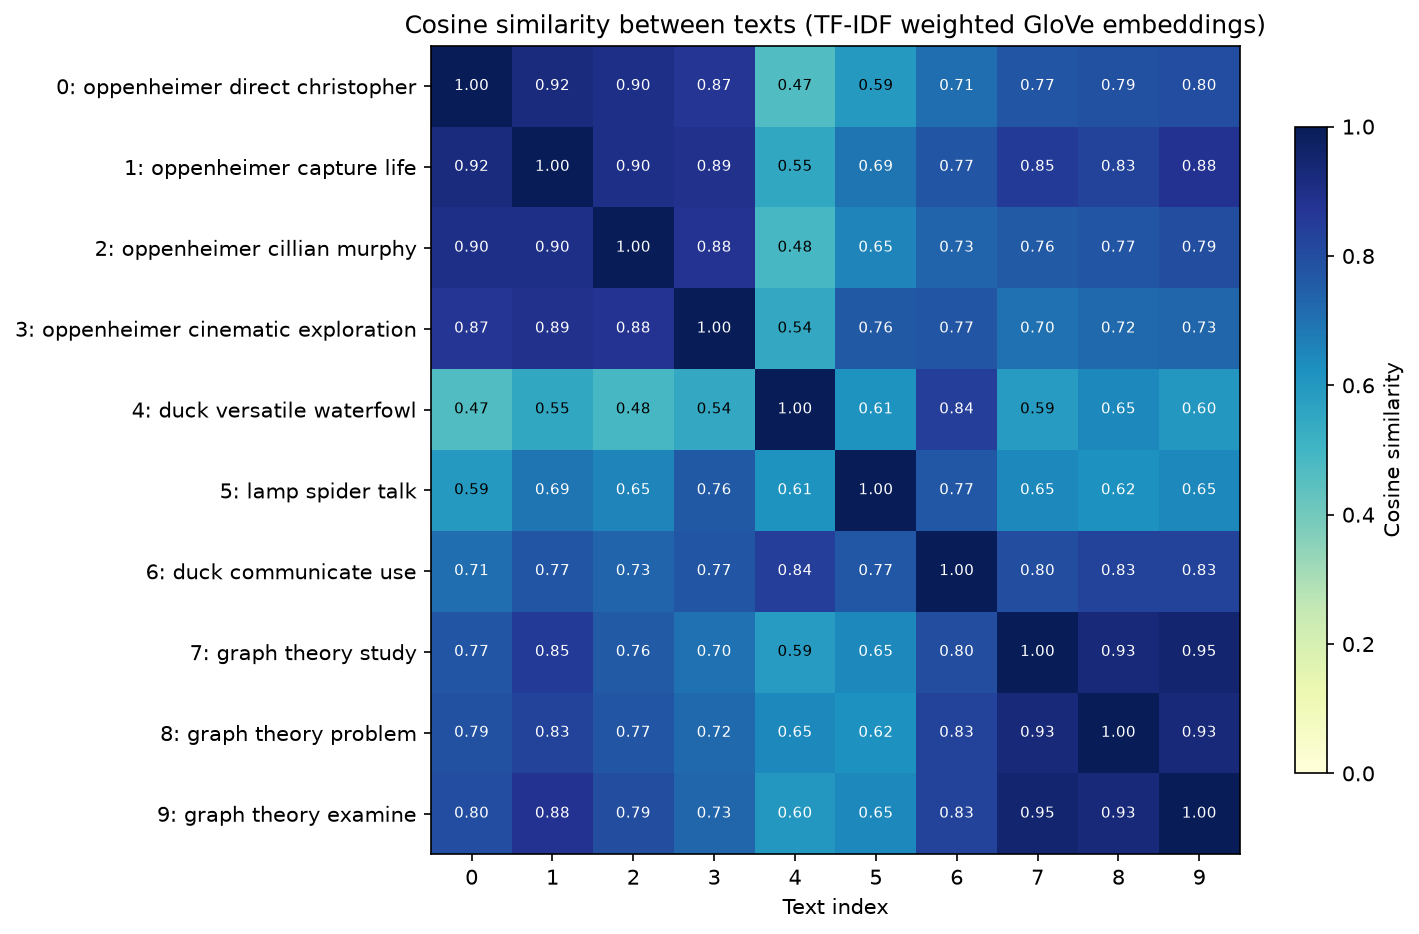 Cosine similarity between texts (TF-IDF weighted GloVe embeddings)
0: oppenheimer direct christopher 1.00 0.92 0.90 0.87 0.47 0.59 0.71 0.77 0.79 0.80
1: oppenheimer capture life 0.92 1.00 0.90 0.89 0.55 0.69 0.77 0.85 0.83 0.88
2: oppenheimer cillian murphy 0.90 0.90 1.00 0.88 0.48 0.65 0.73 0.76 0.77 0.79
3: oppenheimer cinematic exploration 0.87 0.89 0.88 1.00 0.54 0.76 0.77 0.70 0.72 0.73
4: duck versatile waterfowl 0.47 0.55 0.48 0.54 1.00 0.61 0.84 0.59 0.65 0.60
5: lamp spider talk 0.59 0.69 0.65 0.76 0.61 1.00 0.77 0.65 0.62 0.65
6: duck communicate use 0.71 0.77 0.73 0.77 0.84 0.77 1.00 0.80 0.83 0.83
7: graph theory study 0.77 0.85 0.76 0.70 0.59 0.65 0.80 1.00 0.93 0.95
8: graph theory problem 0.79 0.83 0.77 0.72 0.65 0.62 0.83 0.93 1.00 0.93
9: graph theory examine 0.80 0.88 0.79 0.73 0.60 0.65 0.83 0.95 0.93 1.00
0 1 2 3 4 5 6 7 8 9
Text index
1.0
0.8
0.6
0.4
0.2
0.0
Cosine similarity